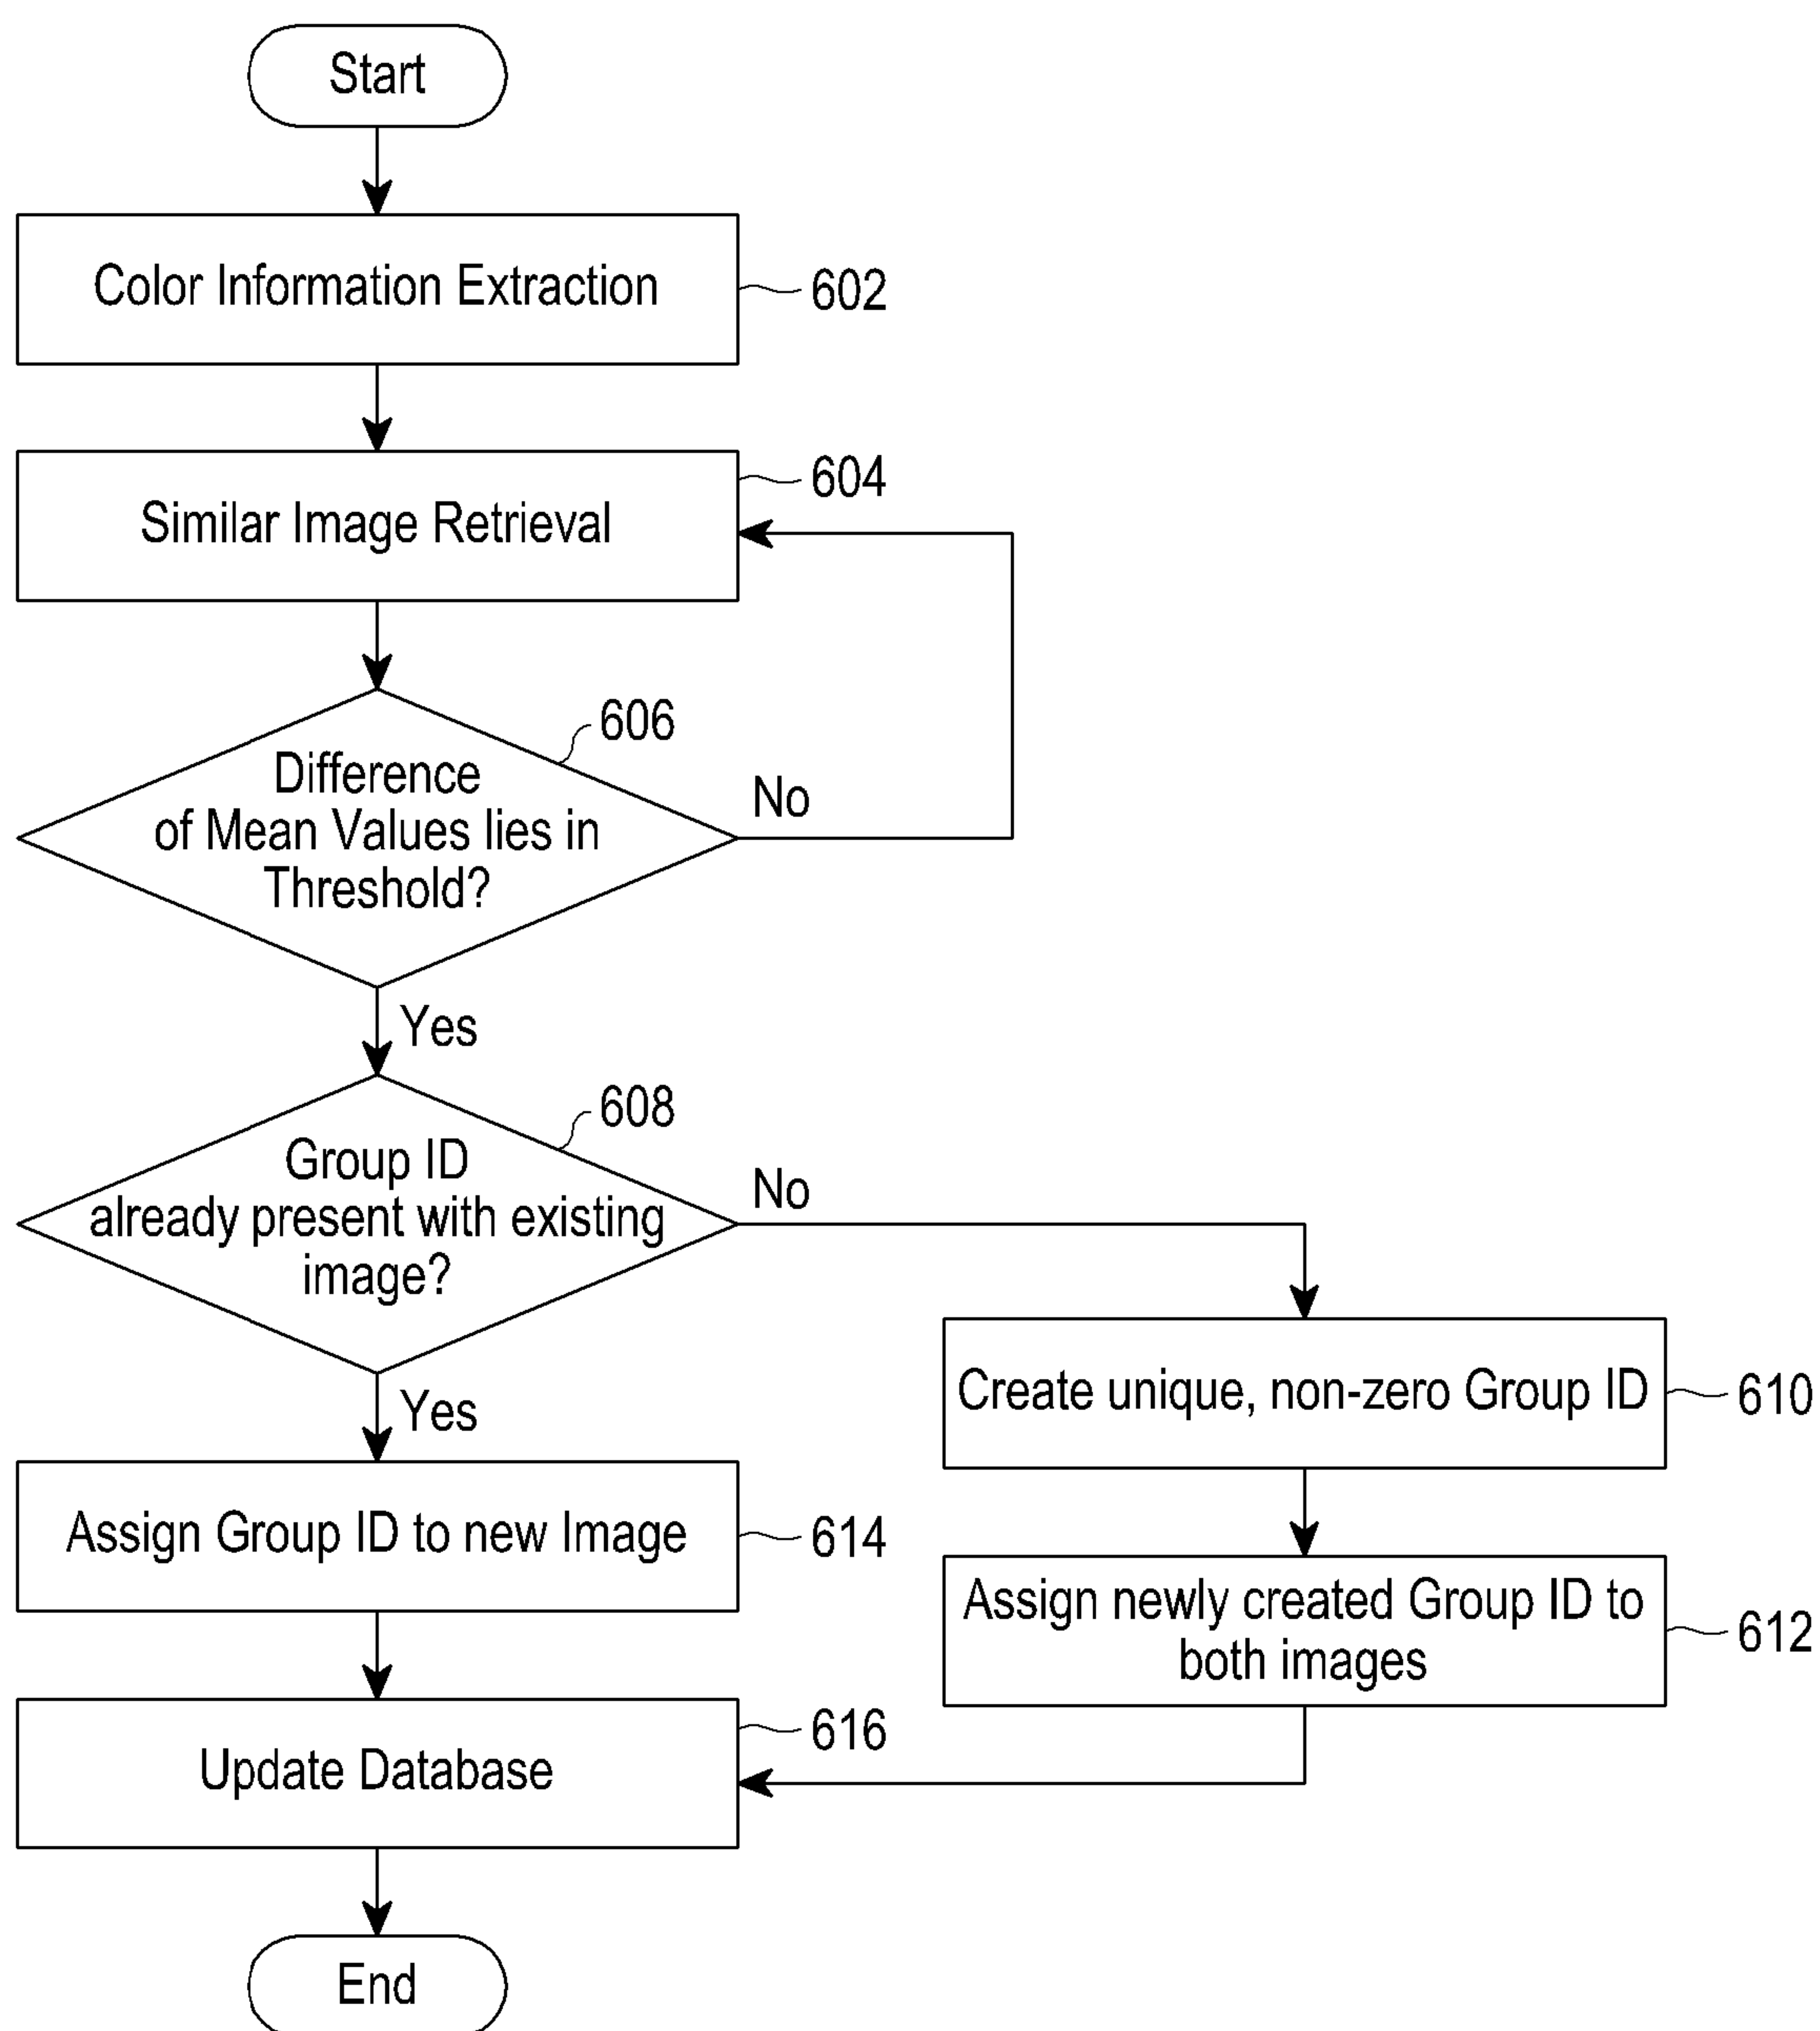 Start
Color Information Extraction
602
Similar Image Retrieval
604
606
Difference
of Mean Values lies in
Threshold?
No
Yes
608
Group ID
already present with existing
image?
No
Yes
Create unique, non-zero Group ID
610
Assign newly created Group ID to
both images
612
Assign Group ID to new Image
614
Update Database
616
End